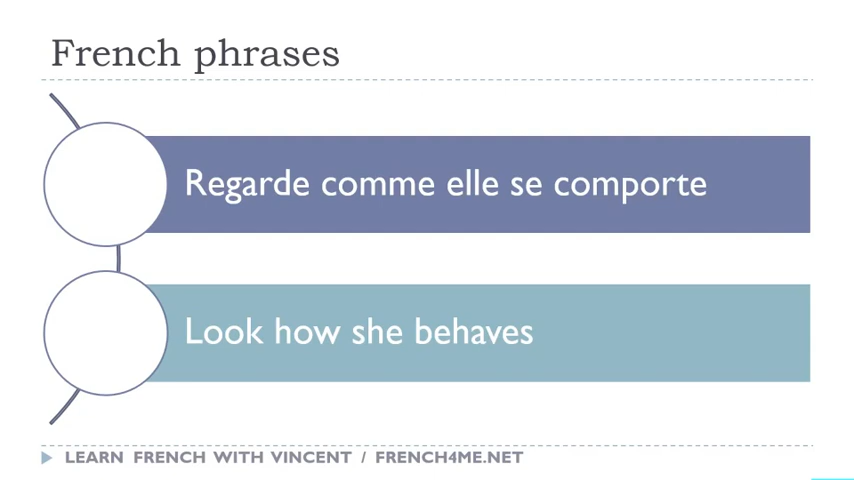 French phrases
Regarde comme elle se comporte
Look how she behaves
LEARN FRENCH WITH VINCENT / FRENCH4ME.NET